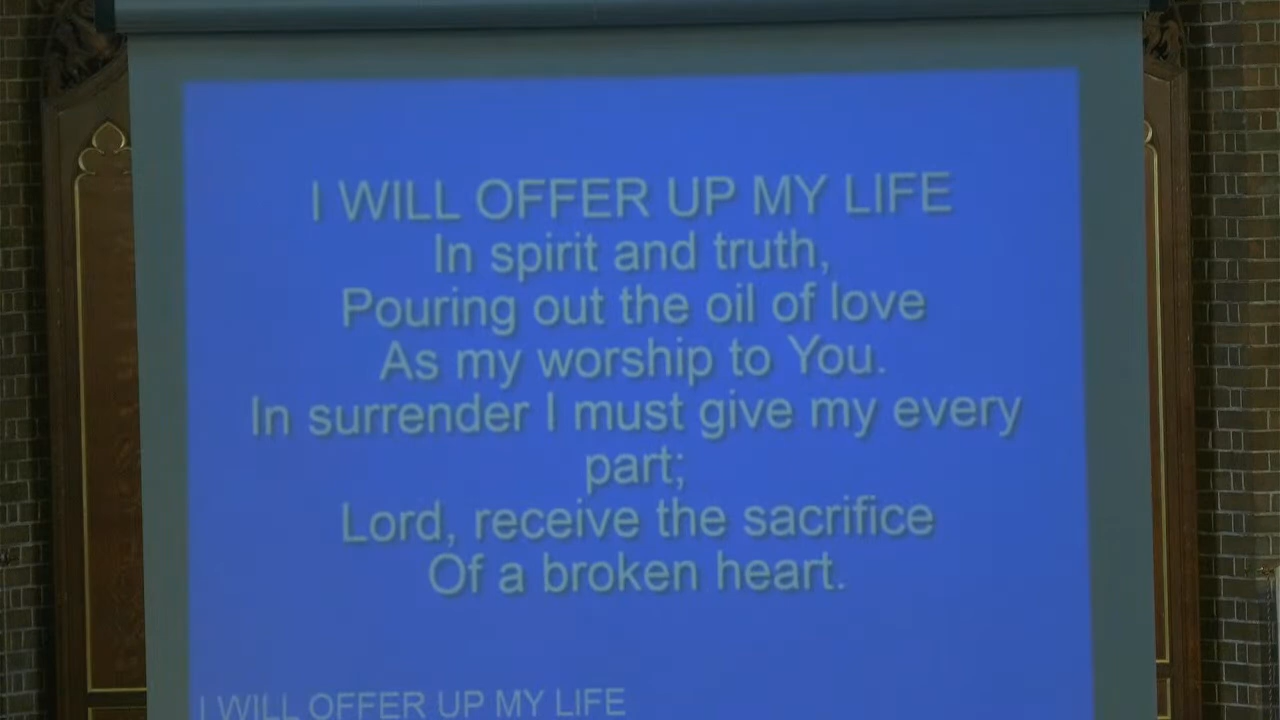 I WILL OFFER UP MY LIFE
In spirit and truth,
Pouring out the oil of love
As my worship to You.
In surrender I must give my every
part;
Lord, receive the sacrifice
Of a broken heart.
I WILL OFFER UP MY LIFE